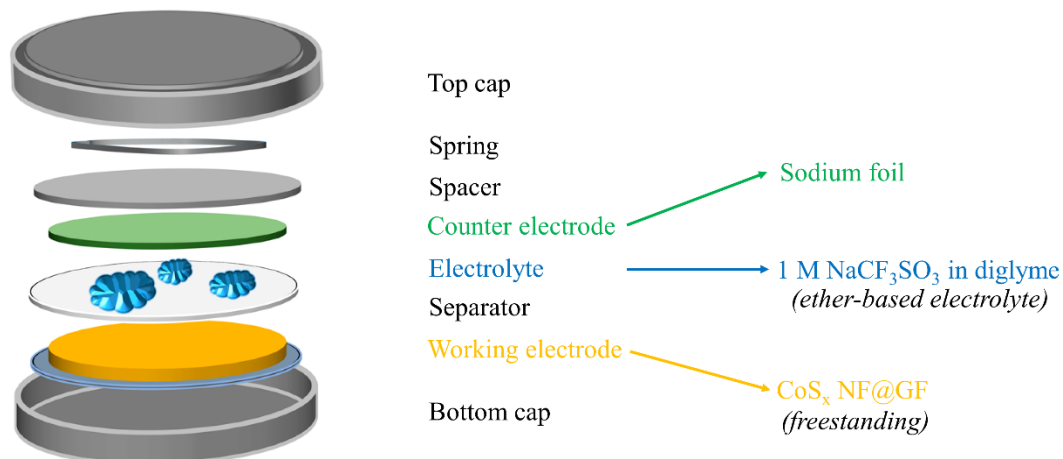 Top cap
Spring
Spacer
Counter electrode
Sodium foil
Electrolyte
1 M NaCF₃SO₃ in diglyme
(ether-based electrolyte)
Separator
Working electrode
CoSₓ NF@GF
(freestanding)
Bottom cap